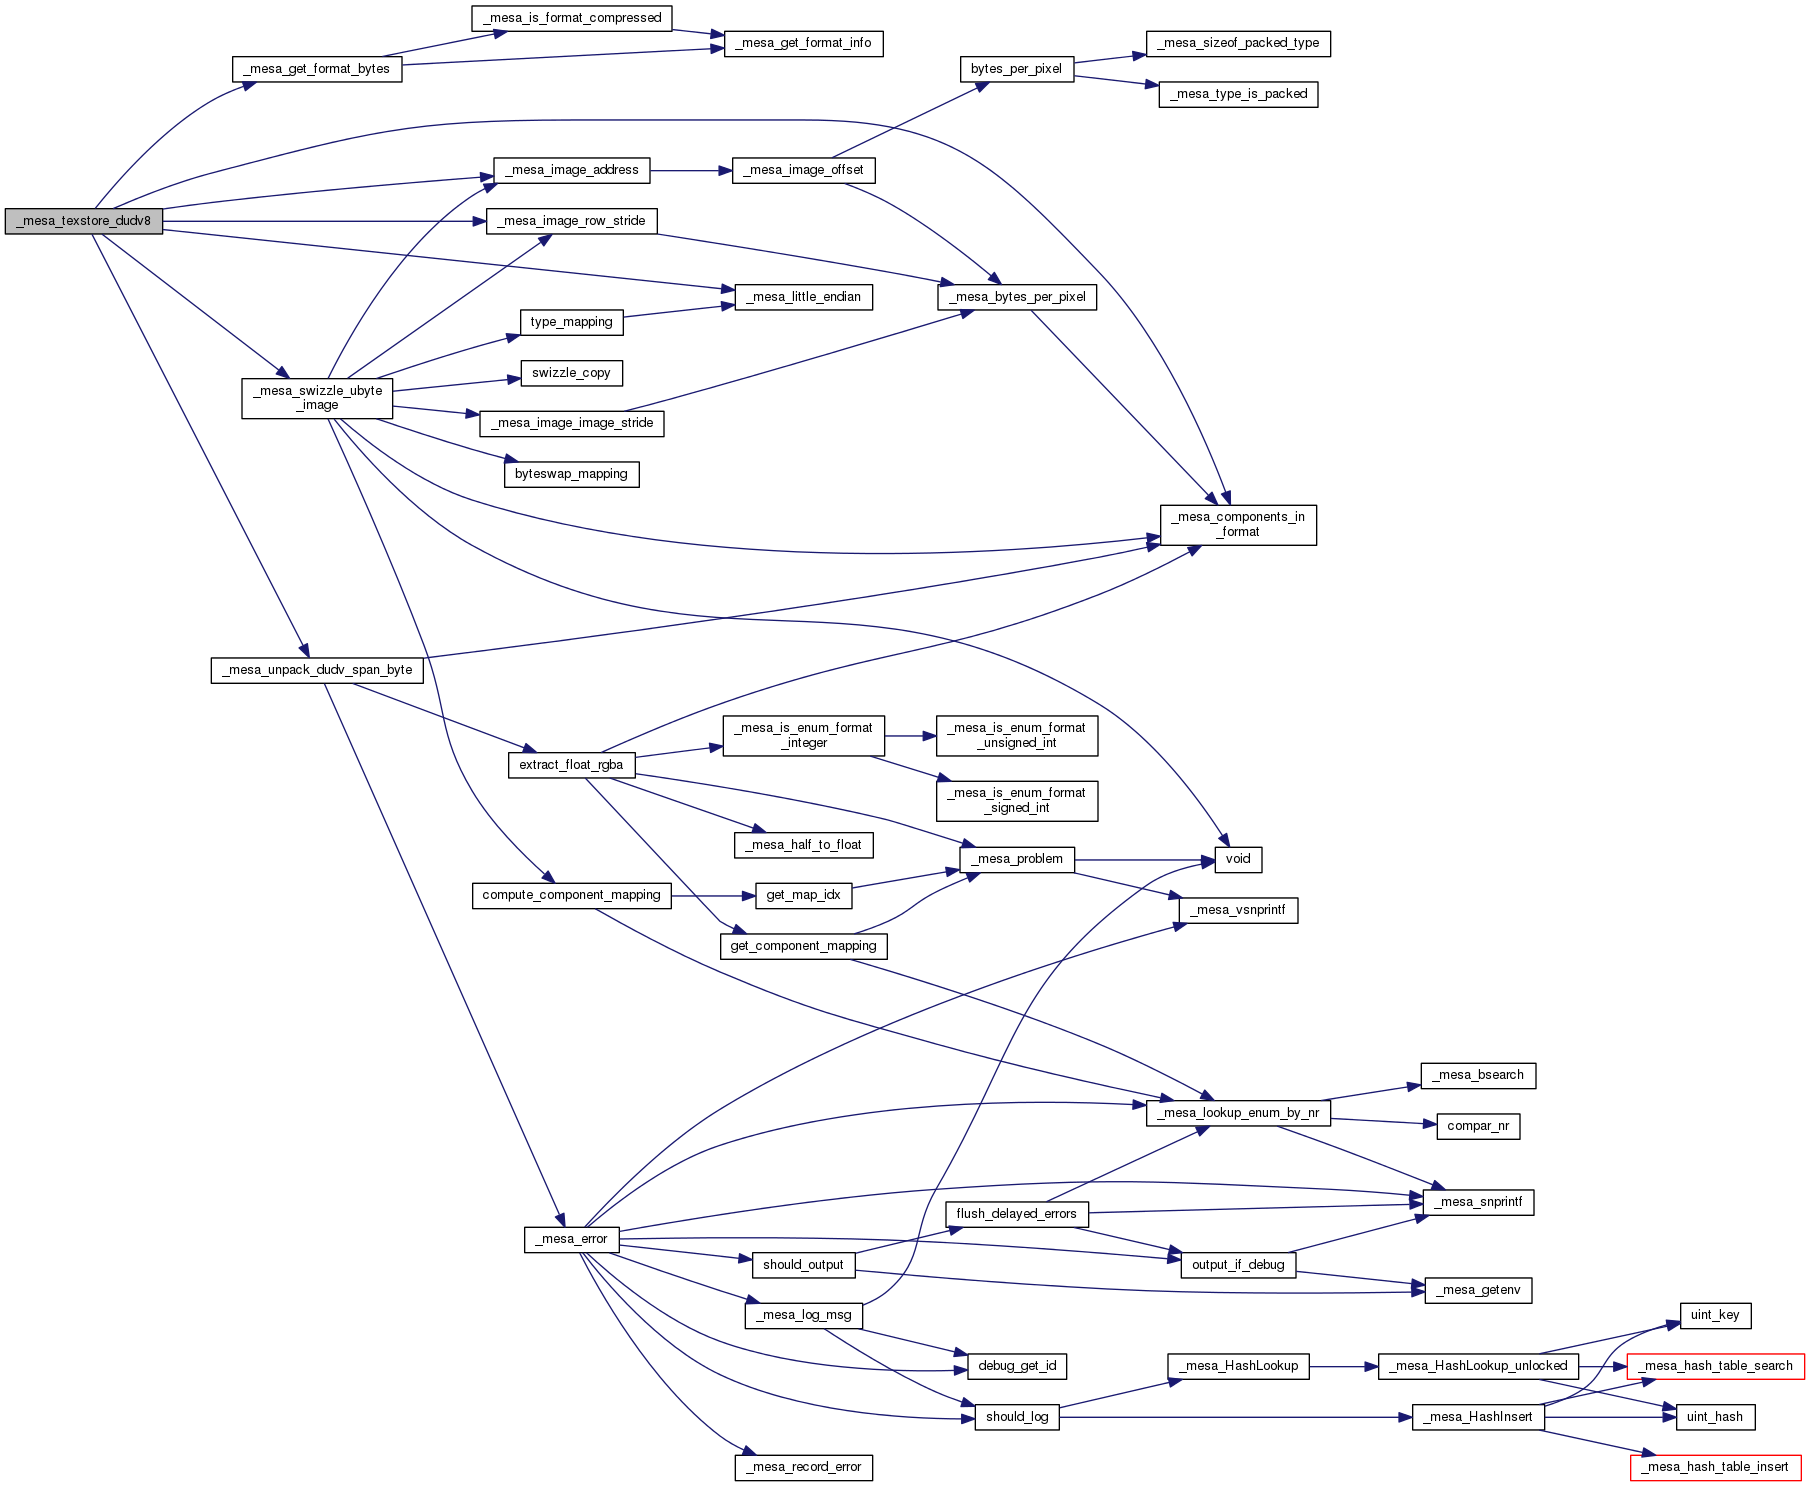 _mesa_is_format_compressed
_mesa_get_format_info
_mesa_get_format_bytes
_mesa_sizeof_packed_type
bytes_per_pixel
_mesa_type_is_packed
_mesa_image_address
_mesa_image_offset
_mesa_texstore_dudv8
_mesa_image_row_stride
_mesa_little_endian
_mesa_bytes_per_pixel
type_mapping
swizzle_copy
_mesa_swizzle_ubyte
_image
_mesa_image_image_stride
byteswap_mapping
_mesa_components_in
_format
_mesa_unpack_dudv_span_byte
_mesa_is_enum_format
_integer
_mesa_is_enum_format
_unsigned_int
extract_float_rgba
_mesa_is_enum_format
_signed_int
_mesa_half_to_float
_mesa_problem
void
compute_component_mapping
get_map_idx
_mesa_vsnprintf
get_component_mapping
_mesa_bsearch
_mesa_lookup_enum_by_nr
compar_nr
_mesa_snprintf
flush_delayed_errors
_mesa_error
should_output
output_if_debug
_mesa_getenv
_mesa_log_msg
uint_key
debug_get_id
_mesa_HashLookup
_mesa_HashLookup_unlocked
_mesa_hash_table_search
should_log
_mesa_HashInsert
uint_hash
_mesa_record_error
_mesa_hash_table_insert